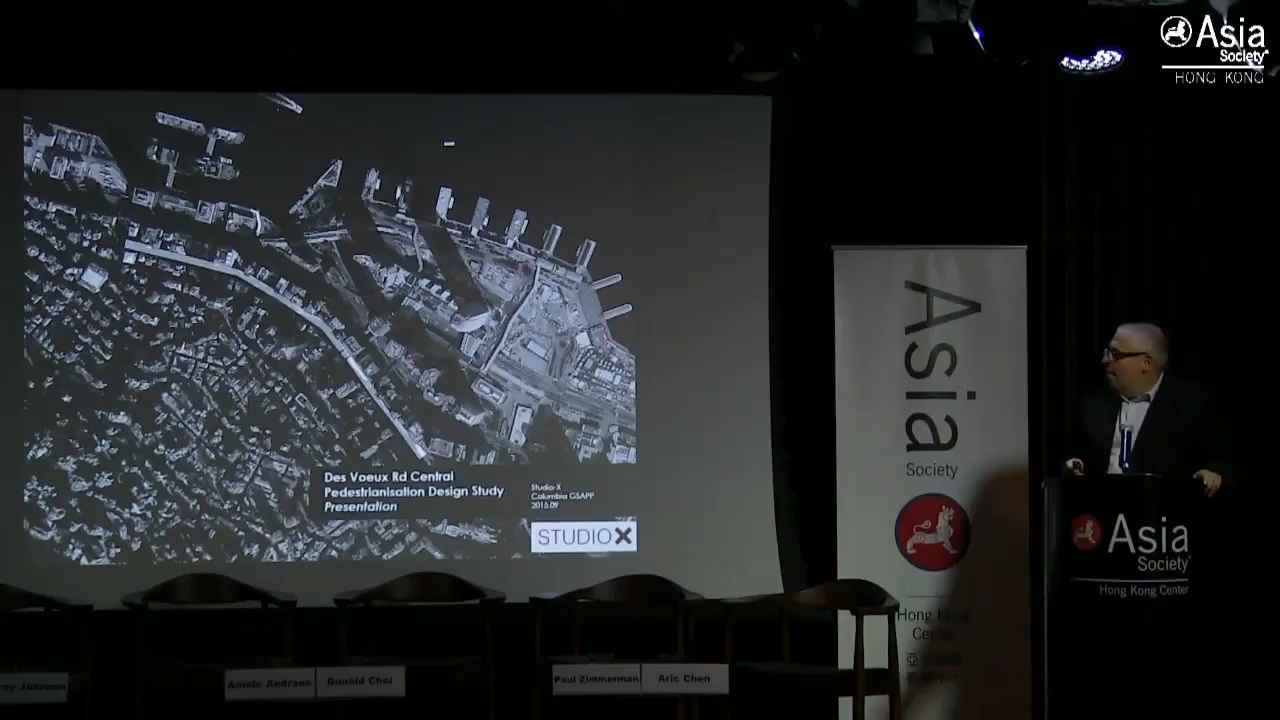 Asia
Society
HONG KONG
Des Voeux Rd Central
Pedestrianisation Design Study
Presentation
Studio-X
Columbia GSAPP
2015.09
STUDIO X
Asia
Society
Hong Kong
Center
Asia
Society
Hong Kong Center
Johnson
Amale Andraos
Donald Choi
Paul Zimmerman
Aric Chen